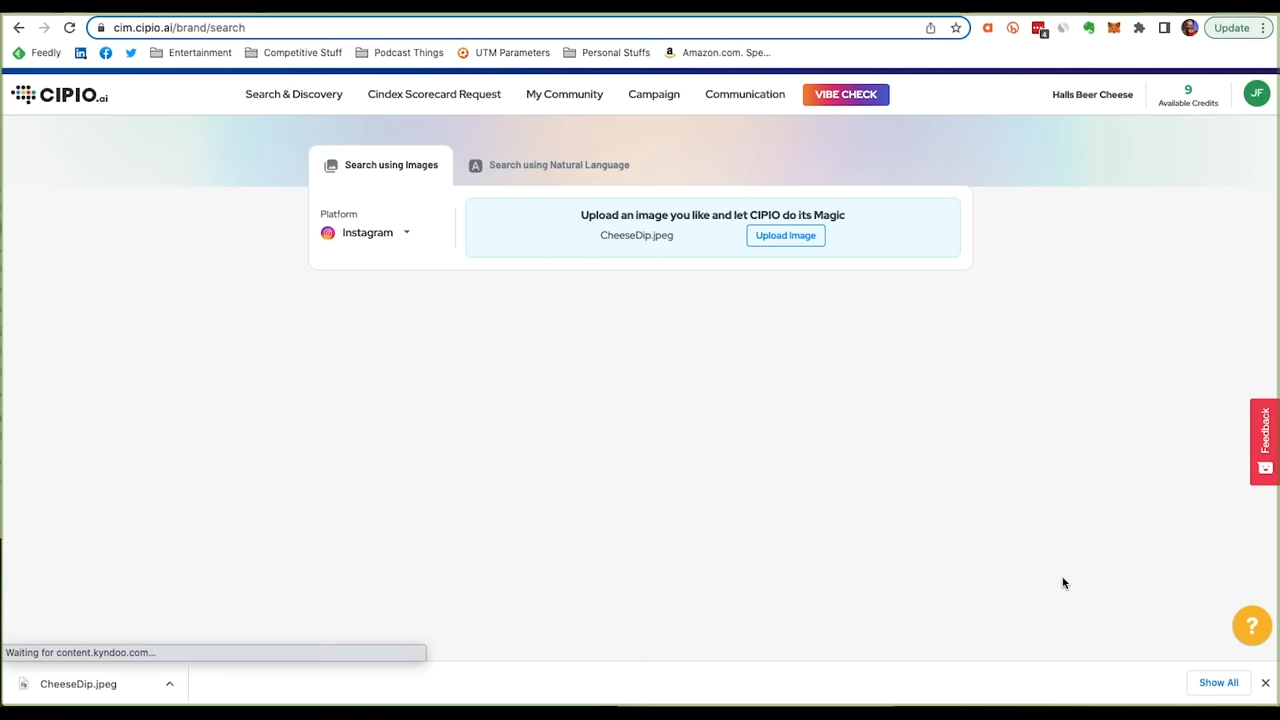 cim.cipio.ai/brand/search
4
Update
Feedly
Entertainment
Competitive Stuff
Podcast Things
UTM Parameters
Personal Stuffs
Amazon.com. Spe...
CIPIO.ai
Search & Discovery
Cindex Scorecard Request
My Community
Campaign
Communication
VIBE CHECK
Halls Beer Cheese
9
Available Credits
JF
Search using Images
A
Search using Natural Language
Platform
Instagram
Upload an image you like and let CIPIO do its Magic
CheeseDip.jpeg
Upload Image
Feedback
?
Waiting for content.kyndoo.com...
CheeseDip.jpeg
Show All